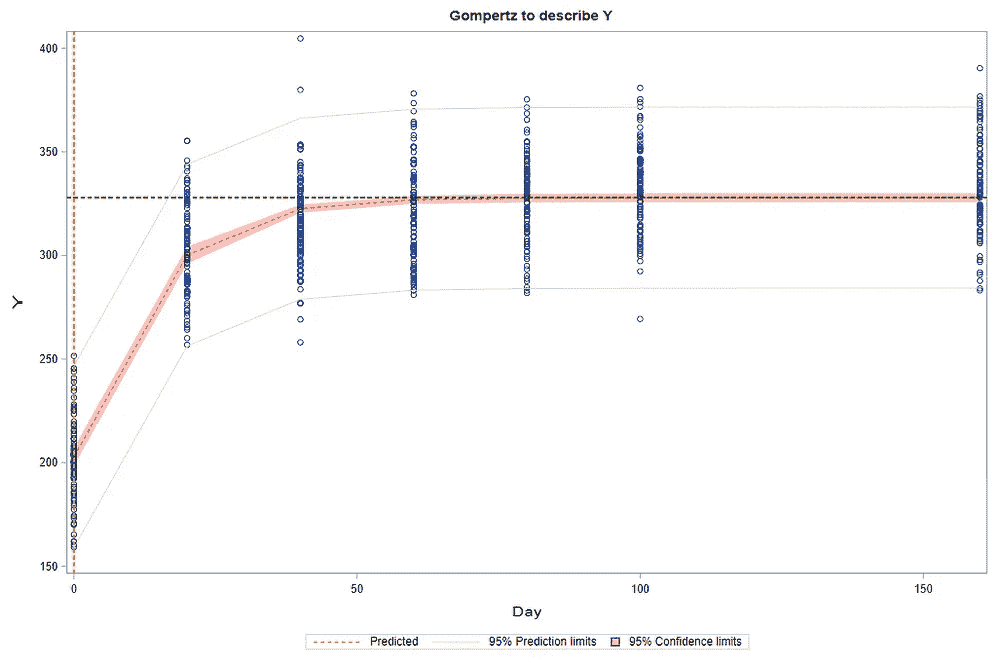 Gompertz to describe Y
400
350
300
250
200
150
Y
0 50 100 150
Day
Predicted 95% Prediction limits 95% Confidence limits